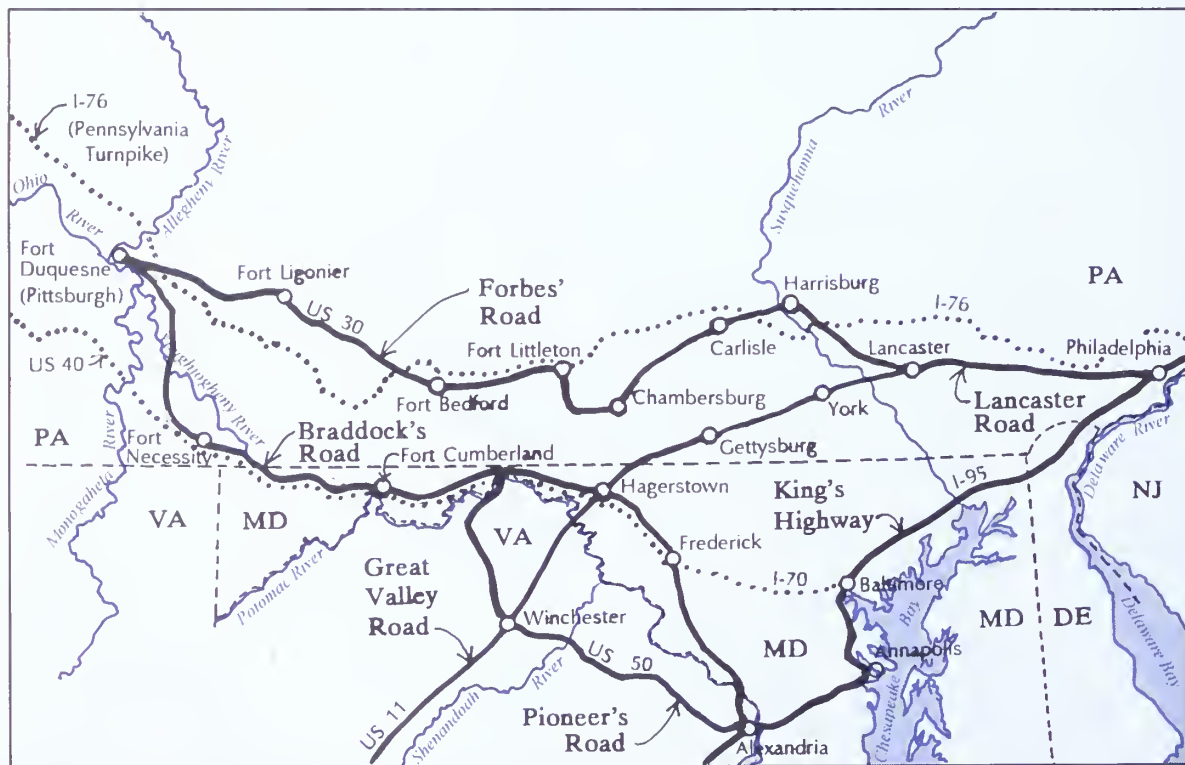 I-76
(Pennsylvania
Turnpike)
Ohio
River
Allegheny River
Susquehanna
River
Fort
Duquesne
(Pittsburgh)
Fort Ligonier
US 30
Forbes'
Road
Harrisburg
PA
I-76
Fort Littleton
Carlisle
Lancaster
Philadelphia
US 40
Youghiogheny River
Fort Bedford
Chambersburg
York
Lancaster
Road
Delaware River
PA
Fort
Necessity
Braddock's
Road
Fort Cumberland
Gettysburg
I-95
NJ
Monogahela River
VA
MD
Hagerstown
King's
Highway
VA
Frederick
Potomac River
Great
Valley
Road
I-70
Baltimore
Bay
MD
DE
Winchester
MD
Annapolis
Delaware Bay
US 50
US 11
Shenandoah River
Pioneer's
Road
Alexandria
Chesapeake